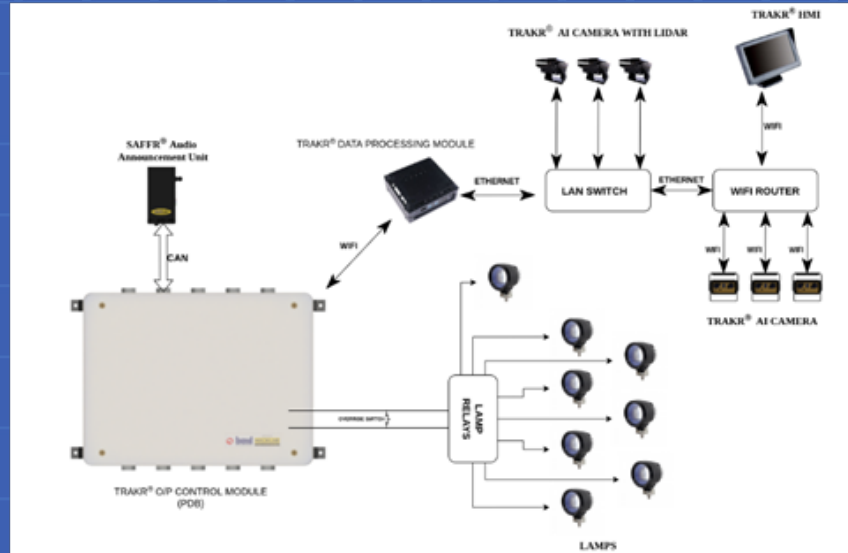 TRAKR® HMI
TRAKR® AI CAMERA WITH LIDAR
WIFI
SAFFR® Audio
Announcement Unit
TRAKR® DATA PROCESSING MODULE
ETHERNET
LAN SWITCH
ETHERNET
WIFI ROUTER
CAN
WIFI
WIFI
WIFI
WIFI
TRAKR® AI CAMERA
LAMP
RELAYS
OVERRIDE SWITCH
TRAKR® O/P CONTROL MODULE
(PDB)
LAMPS